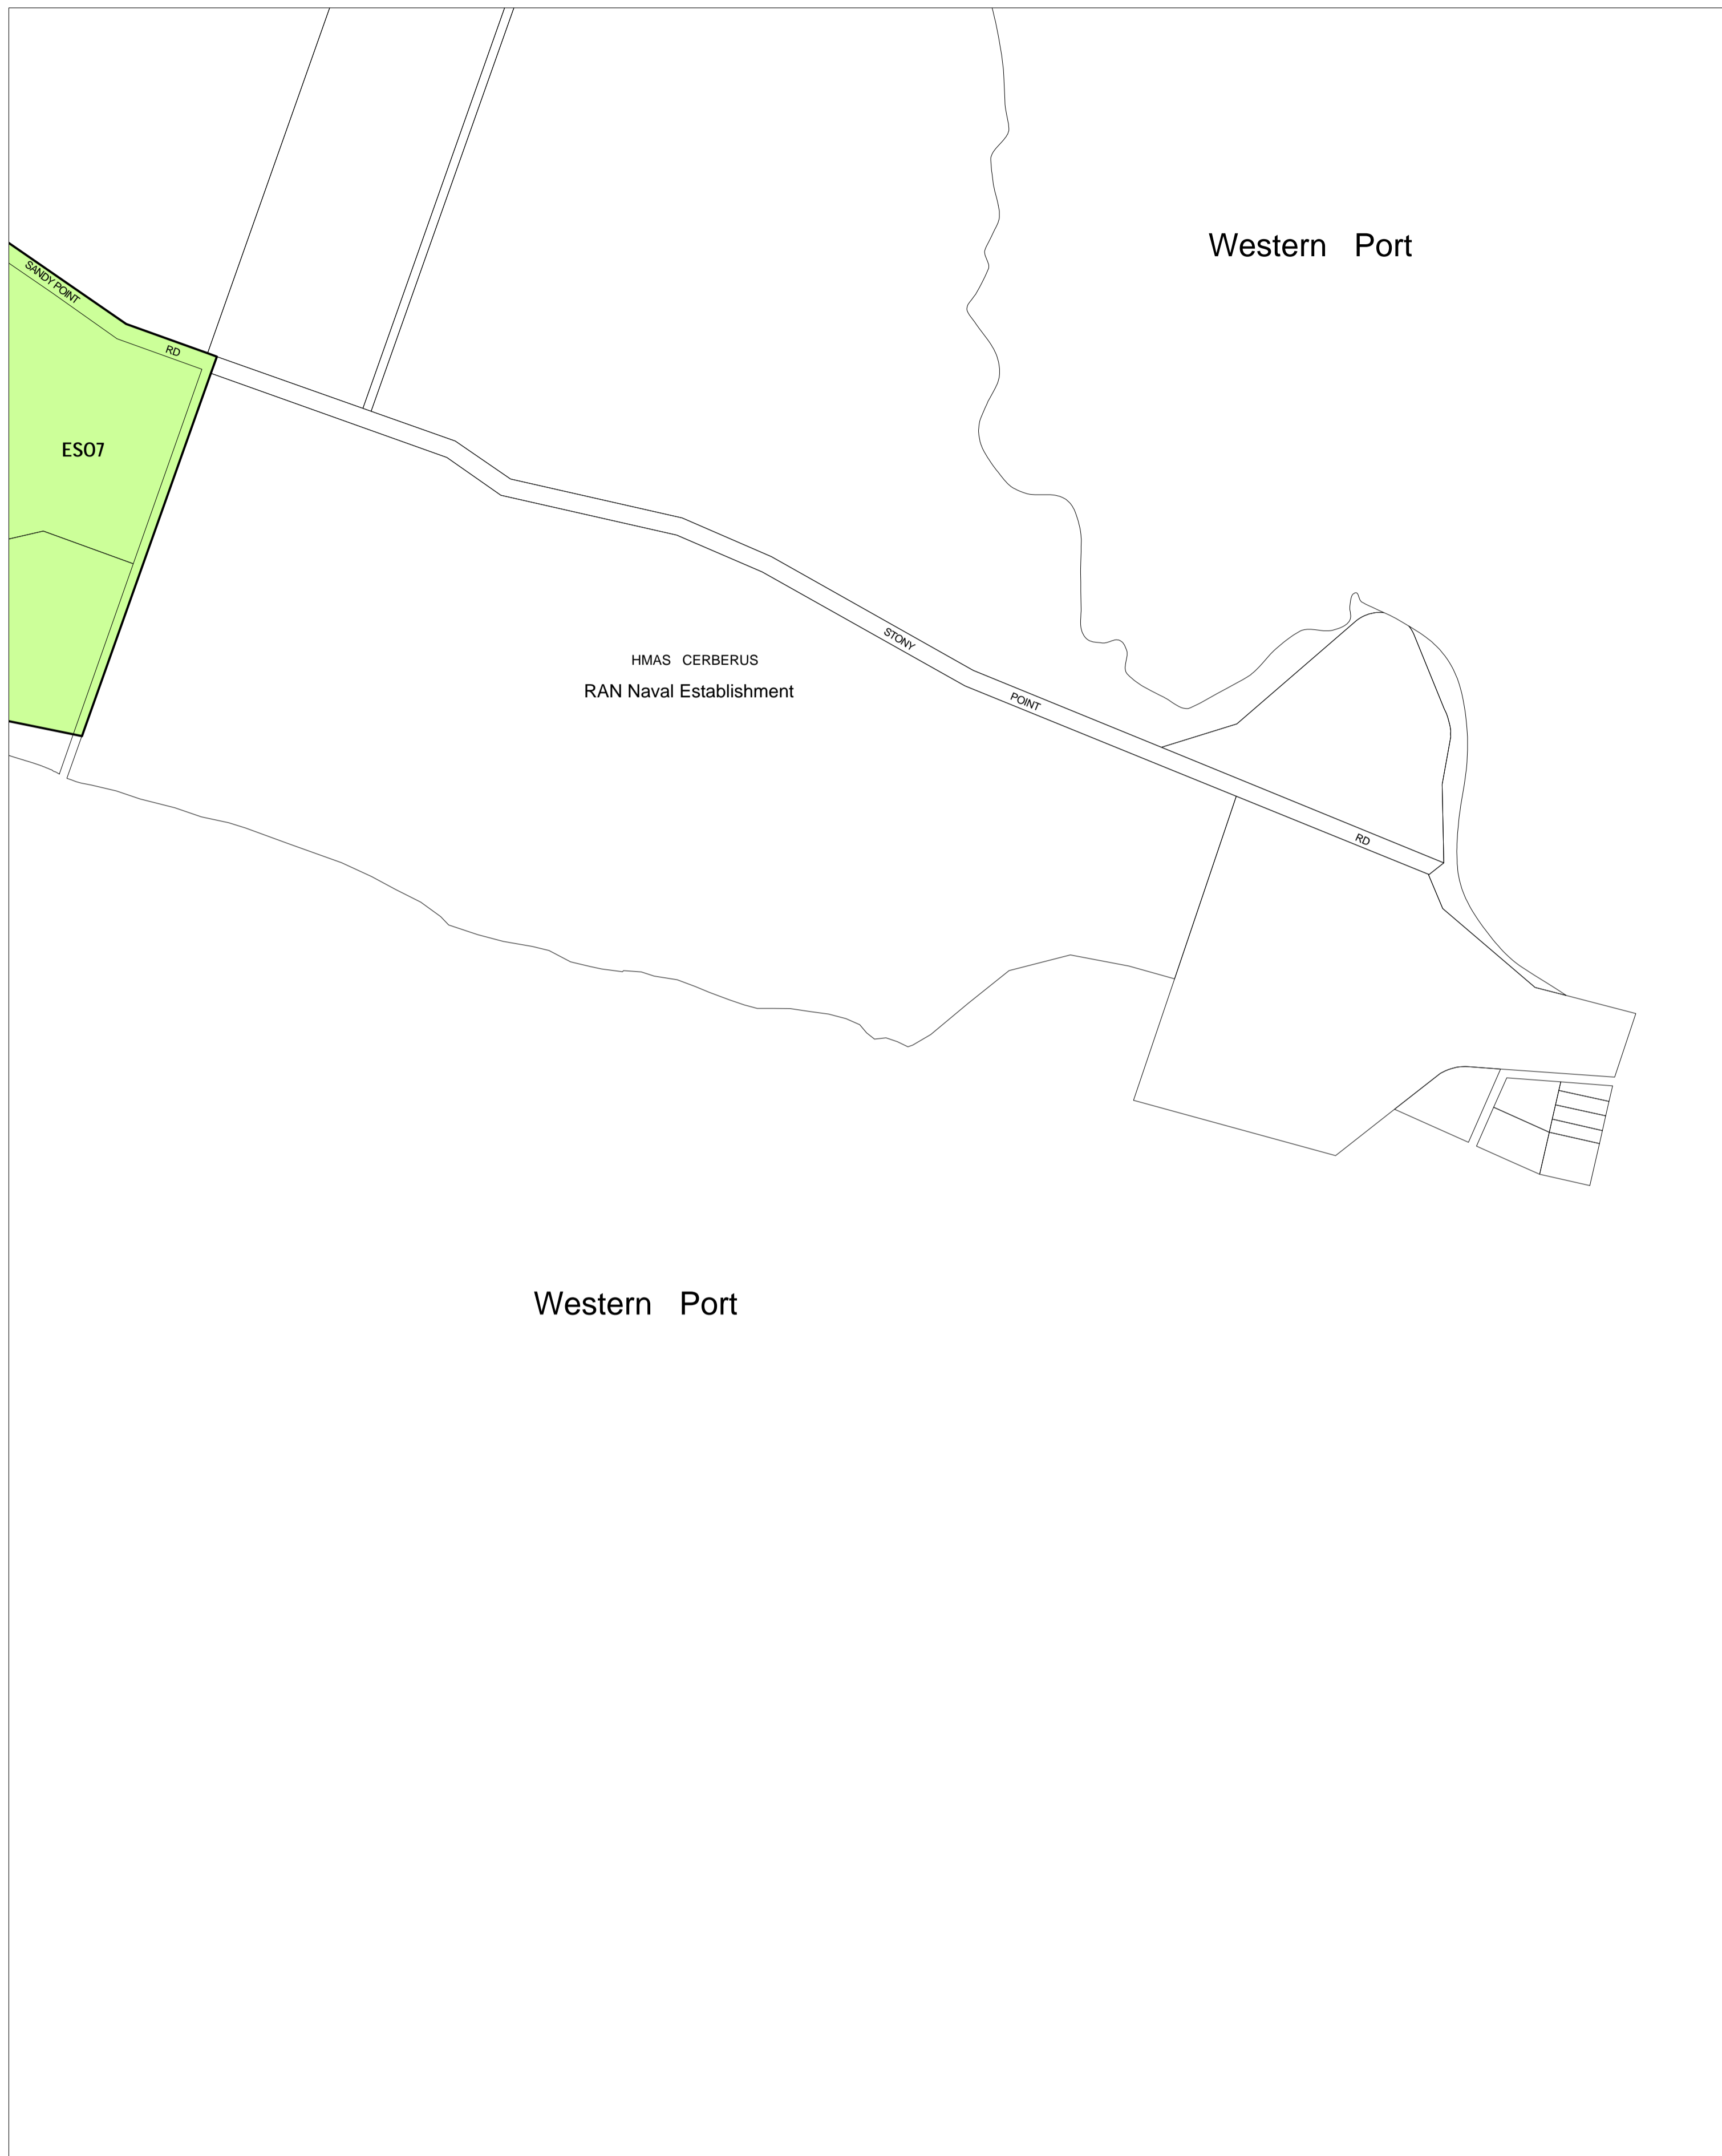 Western Port
SANDY POINT
RD
ESO7
STONY
HMAS CERBERUS
RAN Naval Establishment
POINT
RD
Western Port